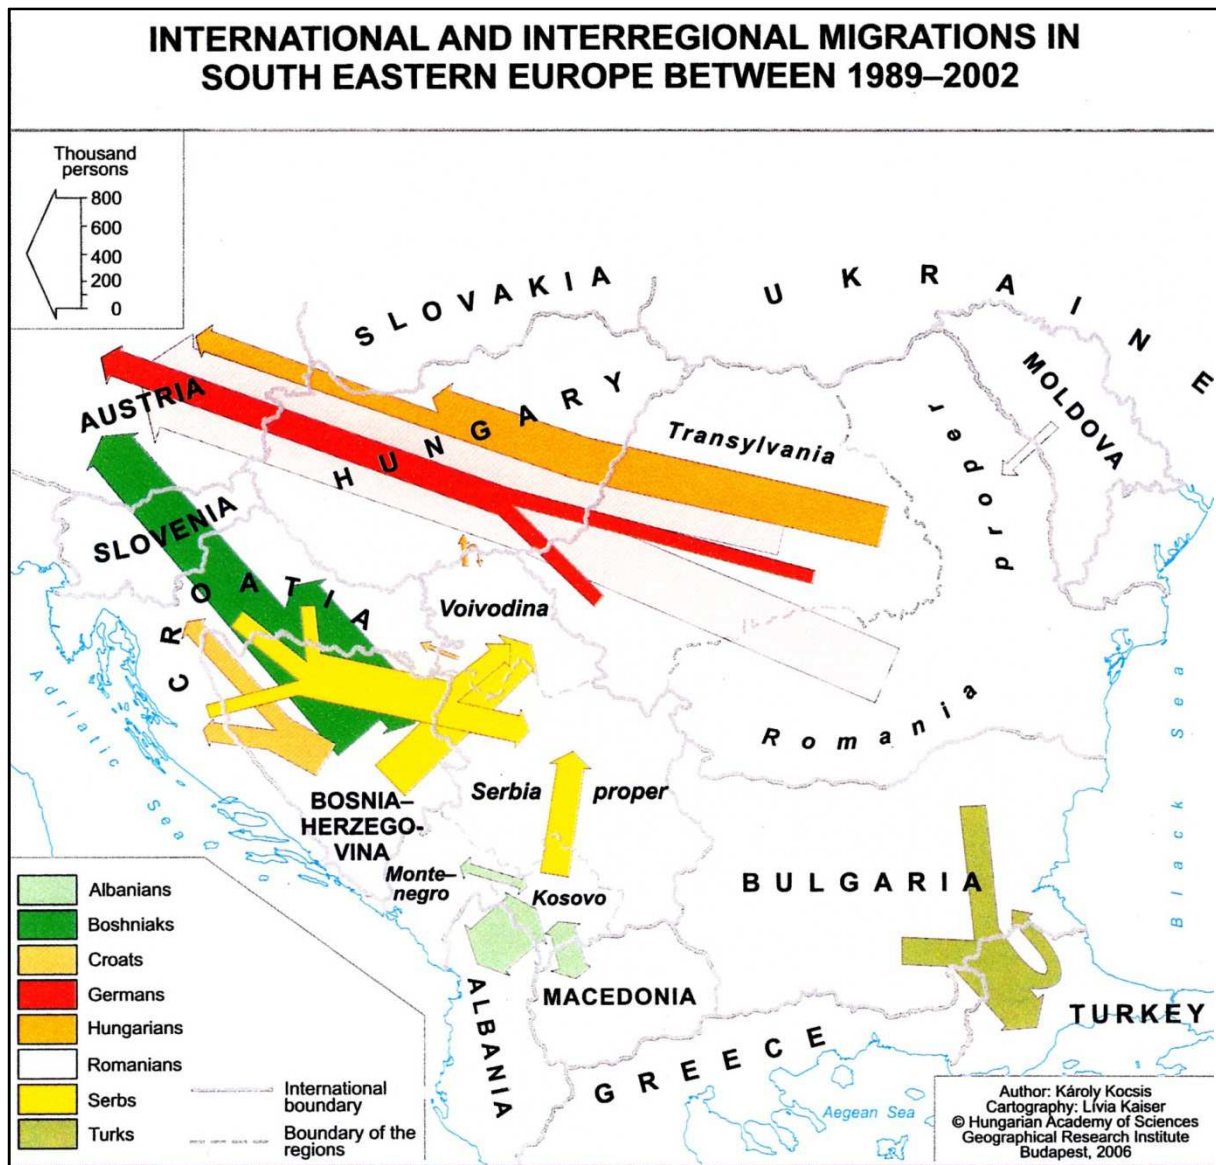 INTERNATIONAL AND INTERREGIONAL MIGRATIONS IN
SOUTH EASTERN EUROPE BETWEEN 1989–2002
Thousand
persons
800
600
400
200
0
SLOVAKIA
UKRAINE
MOLDOVA
AUSTRIA
HUNGARY
Transylvania
proper
SLOVENIA
CROATIA
Voivodina
Romania
Adriatic
Sea
Black Sea
BOSNIA–
HERZEGO-
VINA
Serbia proper
Monte–
negro
Kosovo
BULGARIA
ALBANIA
MACEDONIA
GREECE
TURKEY
Aegean Sea
Albanians
Boshniaks
Croats
Germans
Hungarians
Romanians
Serbs
Turks
International
boundary
Boundary of the
regions
Author: Károly Kocsis
Cartography: Lívia Kaiser
© Hungarian Academy of Sciences
Geographical Research Institute
Budapest, 2006